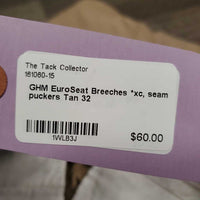 The Tack Collector
161060-15
GHM EuroSeat Breeches *xc, seam
puckers Tan 32
1WLB3J
$60.00